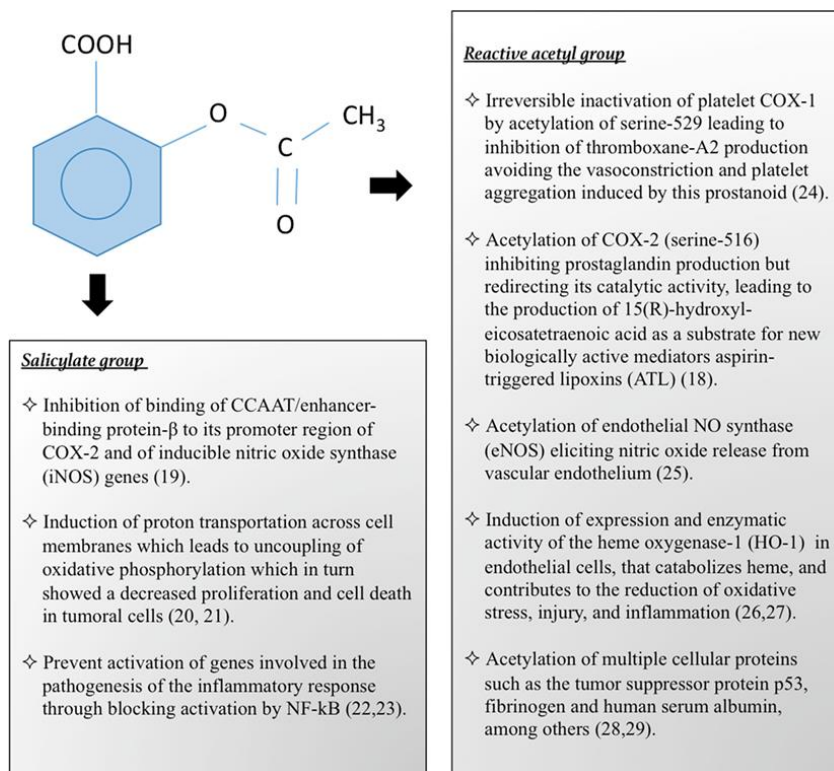 COOH
O
C
CH3
O
Reactive acetyl group
✧ Irreversible inactivation of platelet COX-1
by acetylation of serine-529 leading to
inhibition of thromboxane-A2 production
avoiding the vasoconstriction and platelet
aggregation induced by this prostanoid (24).
✧ Acetylation of COX-2 (serine-516)
inhibiting prostaglandin production but
redirecting its catalytic activity, leading to
the production of 15(R)-hydroxyl-
eicosatetraenoic acid as a substrate for new
biologically active mediators aspirin-
triggered lipoxins (ATL) (18).
✧ Acetylation of endothelial NO synthase
(eNOS) eliciting nitric oxide release from
vascular endothelium (25).
✧ Induction of expression and enzymatic
activity of the heme oxygenase-1 (HO-1) in
endothelial cells, that catabolizes heme, and
contributes to the reduction of oxidative
stress, injury, and inflammation (26,27).
✧ Acetylation of multiple cellular proteins
such as the tumor suppressor protein p53,
fibrinogen and human serum albumin,
among others (28,29).
Salicylate group
✧ Inhibition of binding of CCAAT/enhancer-
binding protein-β to its promoter region of
COX-2 and of inducible nitric oxide synthase
(iNOS) genes (19).
✧ Induction of proton transportation across cell
membranes which leads to uncoupling of
oxidative phosphorylation which in turn
showed a decreased proliferation and cell death
in tumoral cells (20, 21).
✧ Prevent activation of genes involved in the
pathogenesis of the inflammatory response
through blocking activation by NF-kB (22,23).